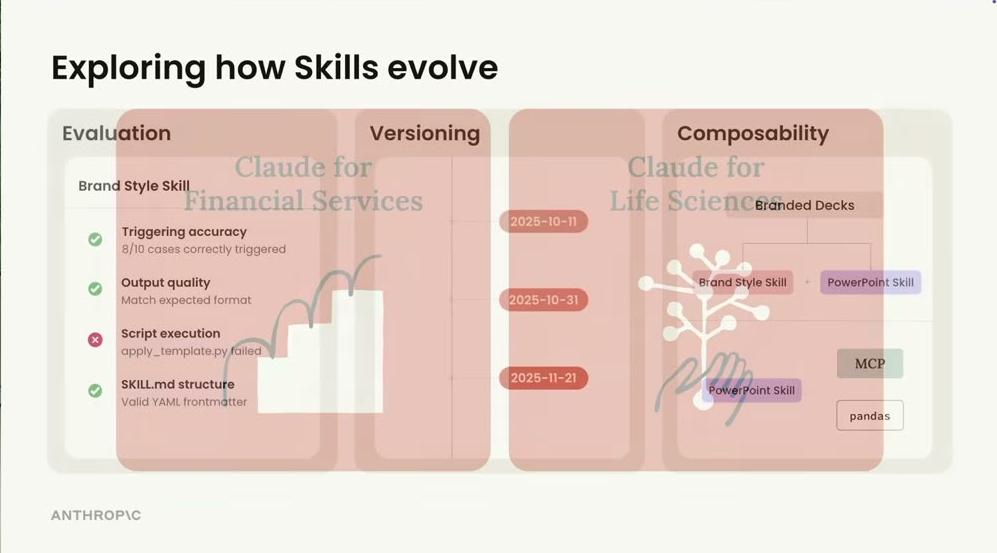 Exploring how Skills evolve
Evaluation
Brand Style Skill
Triggering accuracy
8/10 cases correctly triggered
Output quality
Match expected format
Script execution
apply_template.py failed
SKILL.md structure
Valid YAML frontmatter
Claude for
Financial Services
Versioning
2025-10-11
2025-10-31
2025-11-21
Claude for
Life Sciences
Composability
Branded Decks
Brand Style Skill + PowerPoint Skill
PowerPoint Skill
MCP
pandas
ANTHROP\C